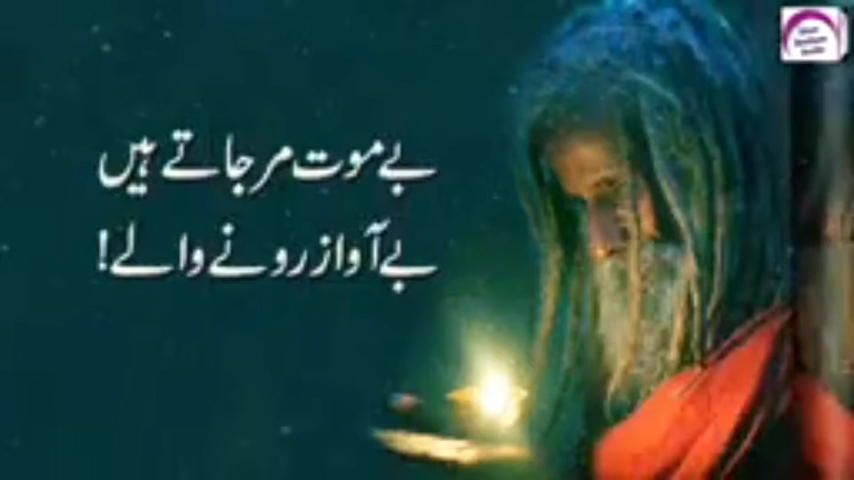 بے موت مر جاتے ہیں
بے آواز رونے والے!